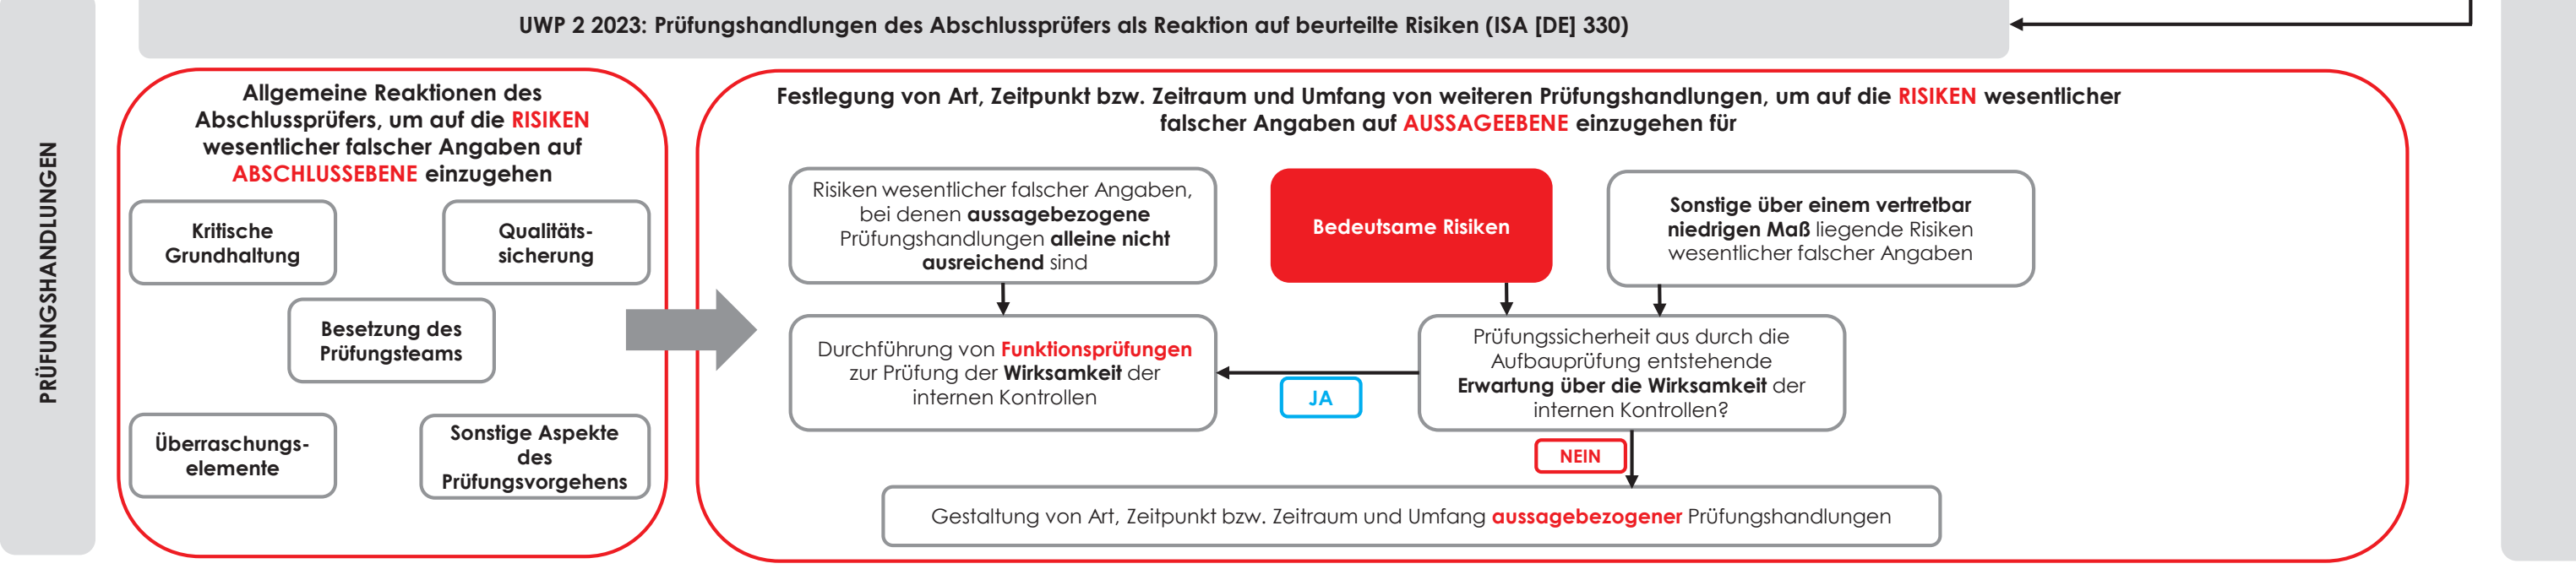 UWP 2 2023: Prüfungshandlungen des Abschlussprüfers als Reaktion auf beurteilte Risiken (ISA [DE] 330)
PRÜFUNGSHANDLUNGEN
Allgemeine Reaktionen des
Abschlussprüfers, um auf die RISIKEN
wesentlicher falscher Angaben auf
ABSCHLUSSEBENE einzugehen
Kritische
Grundhaltung
Qualitäts-
sicherung
Besetzung des
Prüfungsteams
Überraschungs-
elemente
Sonstige Aspekte
des
Prüfungsvorgehens
Festlegung von Art, Zeitpunkt bzw. Zeitraum und Umfang von weiteren Prüfungshandlungen, um auf die RISIKEN wesentlicher
falscher Angaben auf AUSSAGEEBENE einzugehen für
Risiken wesentlicher falscher Angaben,
bei denen aussagebezogene
Prüfungshandlungen alleine nicht
ausreichend sind
Bedeutsame Risiken
Sonstige über einem vertretbar
niedrigen Maß liegende Risiken
wesentlicher falscher Angaben
Durchführung von Funktionsprüfungen
zur Prüfung der Wirksamkeit der
internen Kontrollen
JA
Prüfungssicherheit aus durch die
Aufbauprüfung entstehende
Erwartung über die Wirksamkeit der
internen Kontrollen?
NEIN
Gestaltung von Art, Zeitpunkt bzw. Zeitraum und Umfang aussagebezogener Prüfungshandlungen